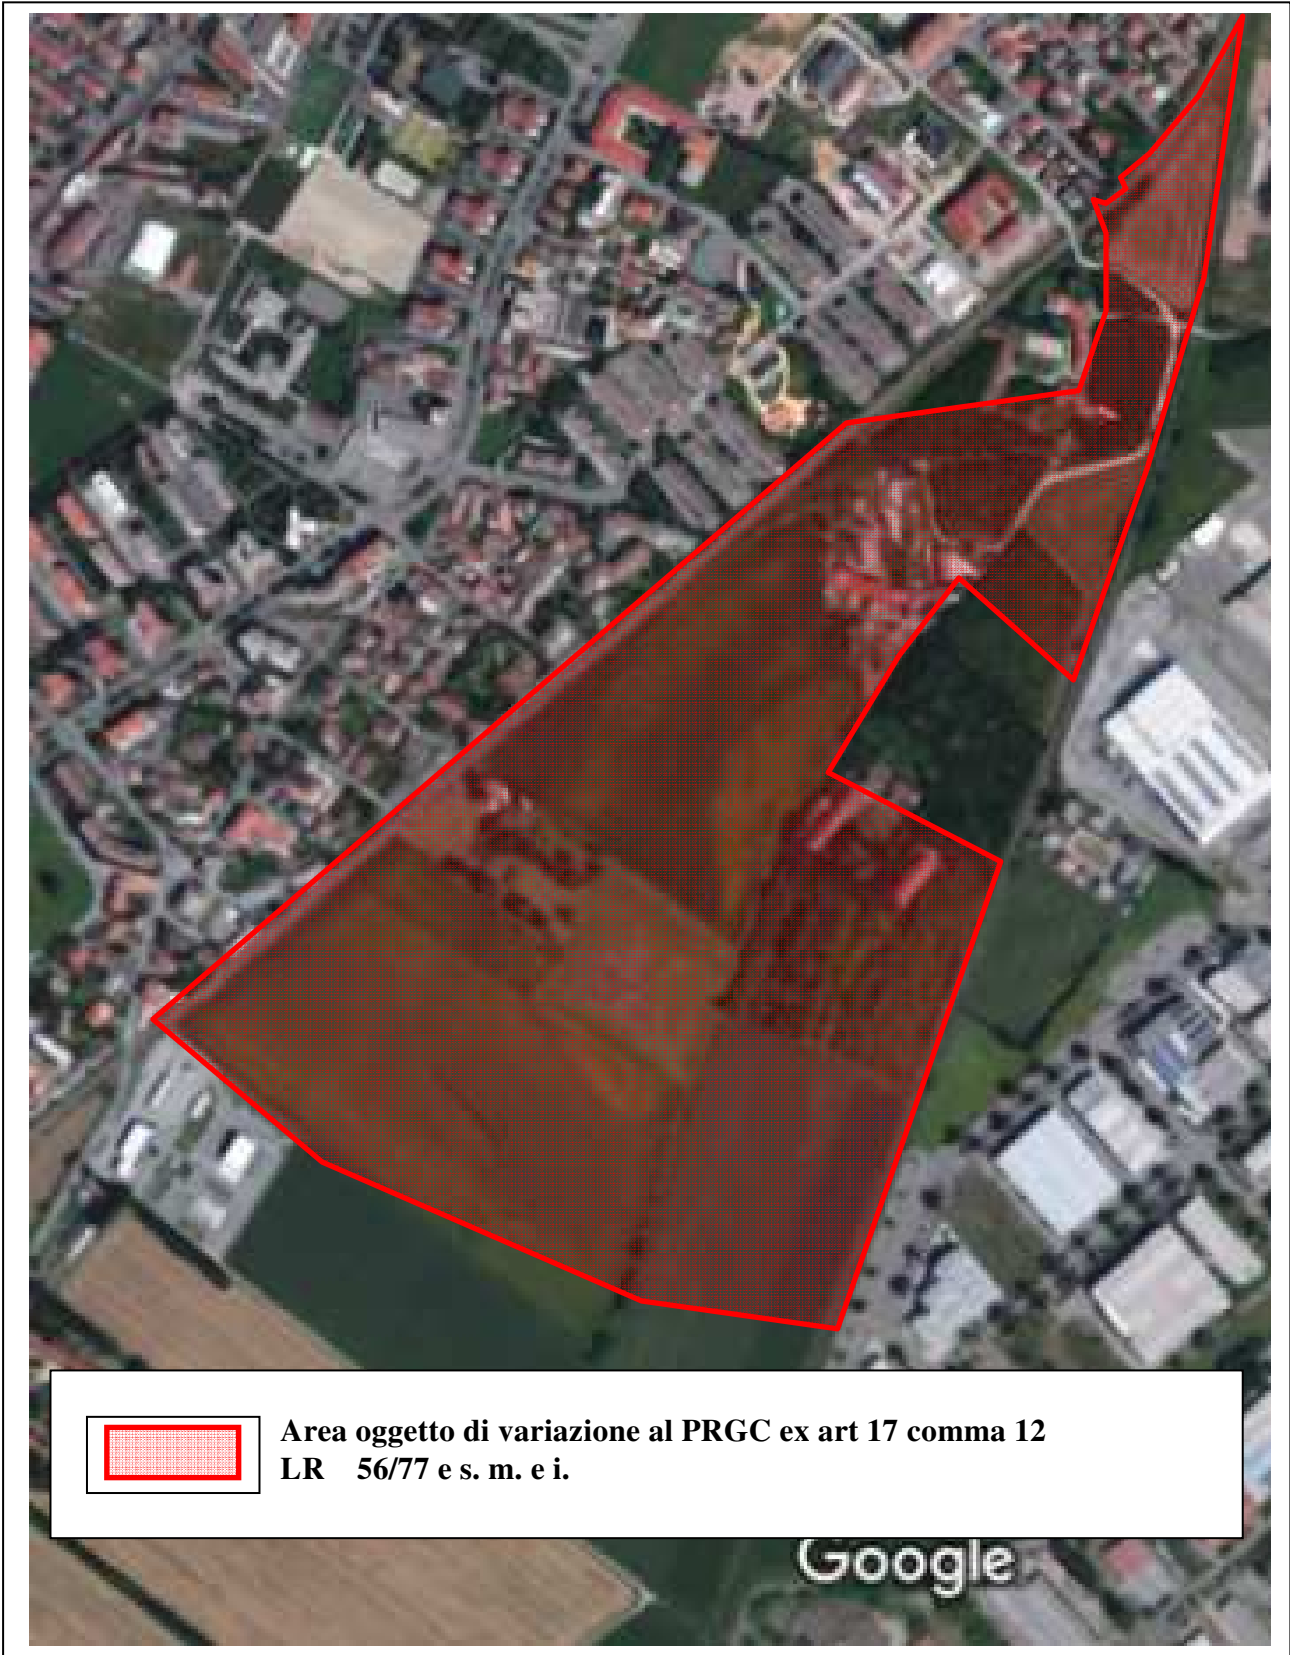 Area oggetto di variazione al PRGC ex art 17 comma 12
LR 56/77 e s. m. e i.
Google